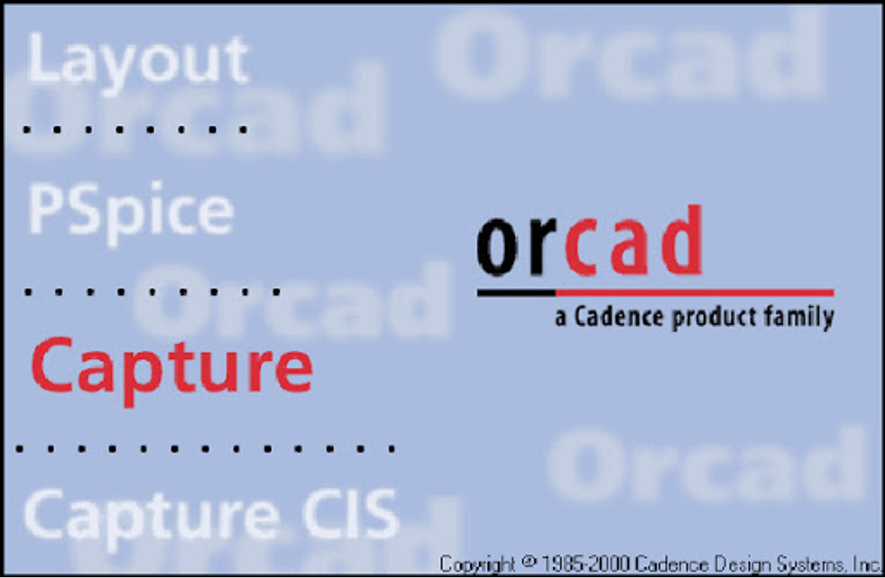 Layout
Orcad
Orcad
PSpice
orcad
a Cadence product family
Orcad
Capture
Orcad
Capture CIS
Orcad
Copyright © 1985-2000 Cadence Design Systems, Inc.